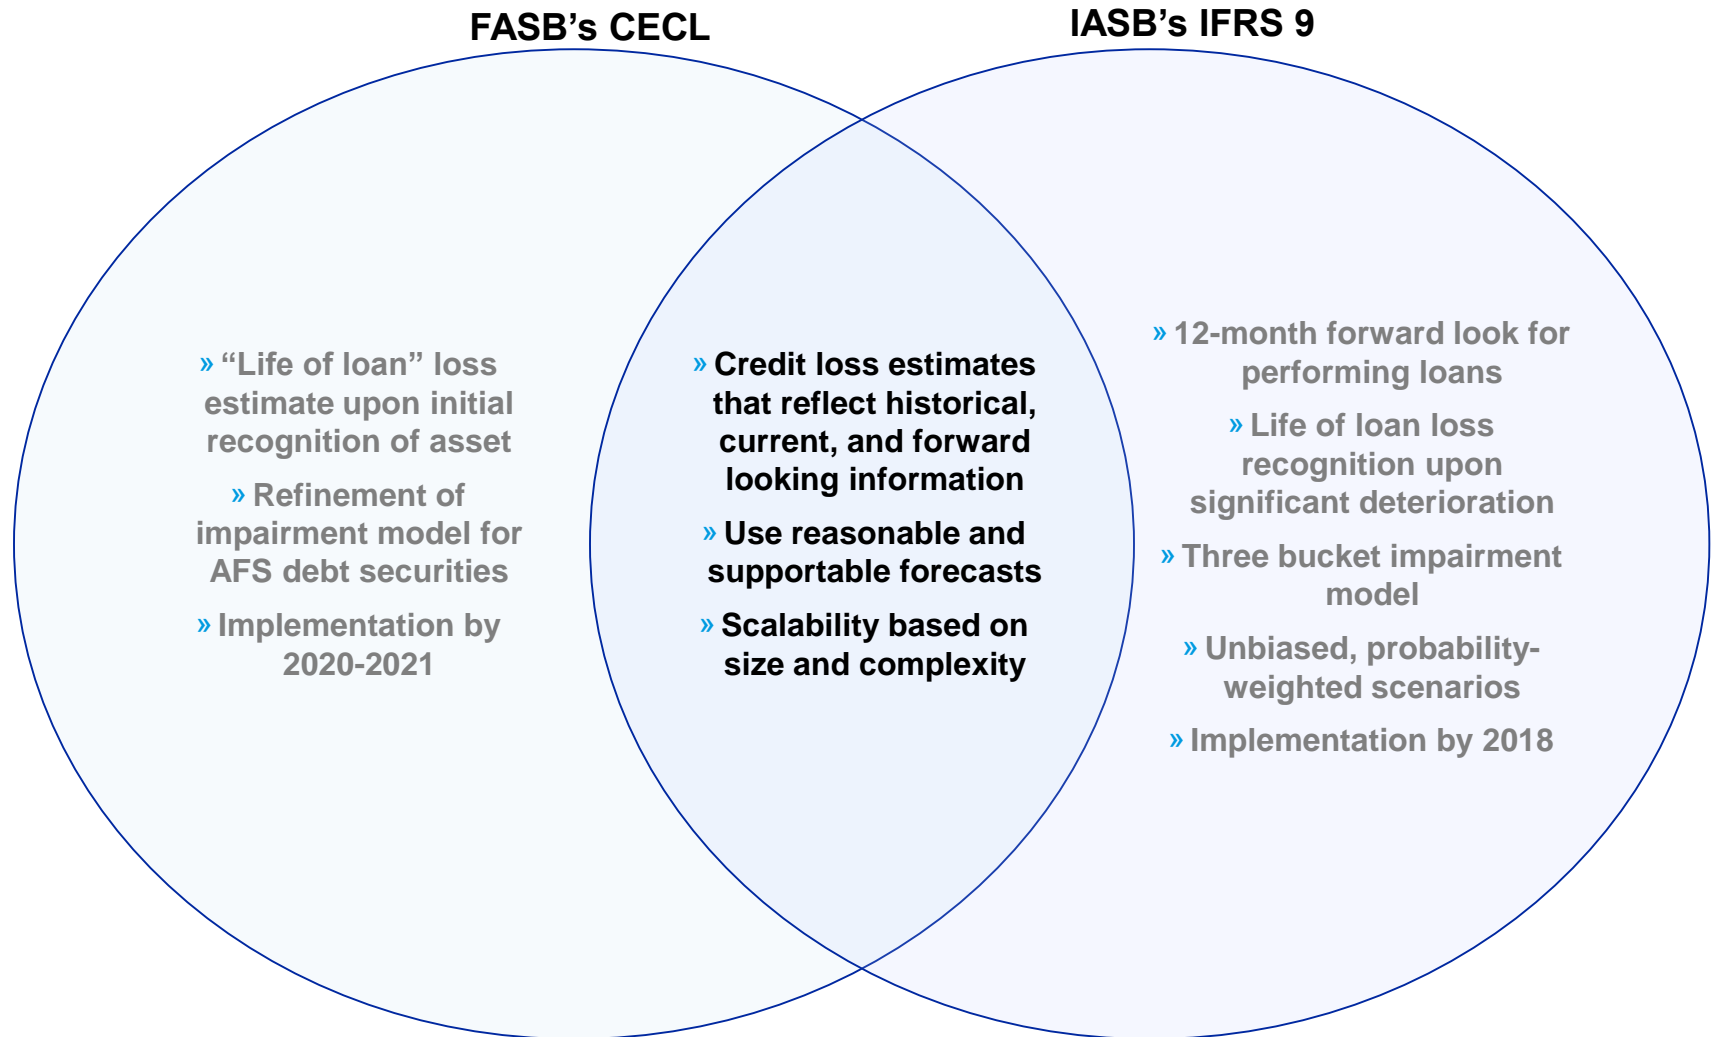 FASB’s CECL
IASB’s IFRS 9
» “Life of loan” loss
estimate upon initial
recognition of asset
» Refinement of
impairment model for
AFS debt securities
» Implementation by
2020-2021
» Credit loss estimates
that reflect historical,
current, and forward
looking information
» Use reasonable and
supportable forecasts
» Scalability based on
size and complexity
» 12-month forward look for
performing loans
» Life of loan loss
recognition upon
significant deterioration
» Three bucket impairment
model
» Unbiased, probability-
weighted scenarios
» Implementation by 2018